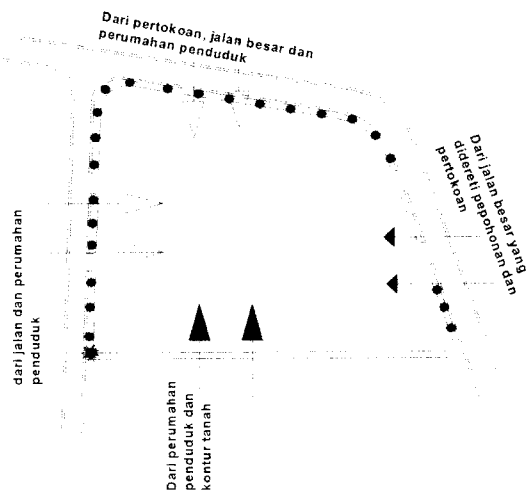 Dari pertokoan, jalan besar dan
perumahan penduduk
Dari jalan besar yang
didereti pepohonan dan
pertokoan
dari jalan dan perumahan
penduduk
Dari perumahan
penduduk dan
kontur tanah